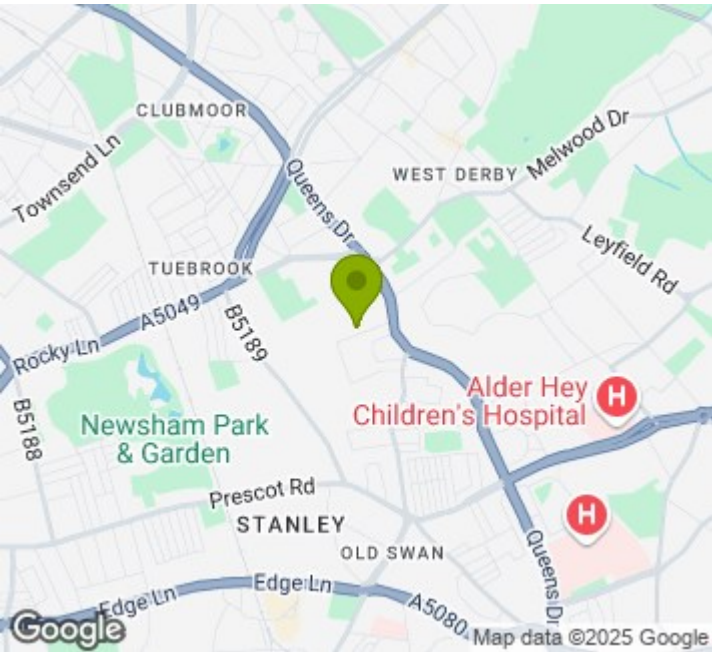 CLUBMOOR
Townsend Ln
Melwood Dr
WEST DERBY
Queens Dr
Leyfield Rd
TUEBROOK
A5049
B5189
Rocky Ln
Alder Hey
Children's Hospital
H
B5188
Newsham Park
& Garden
Prescot Rd
STANLEY
H
OLD SWAN
Queens Dr
Edge Ln
Edge Ln
A5080
Google
Map data ©2025 Google